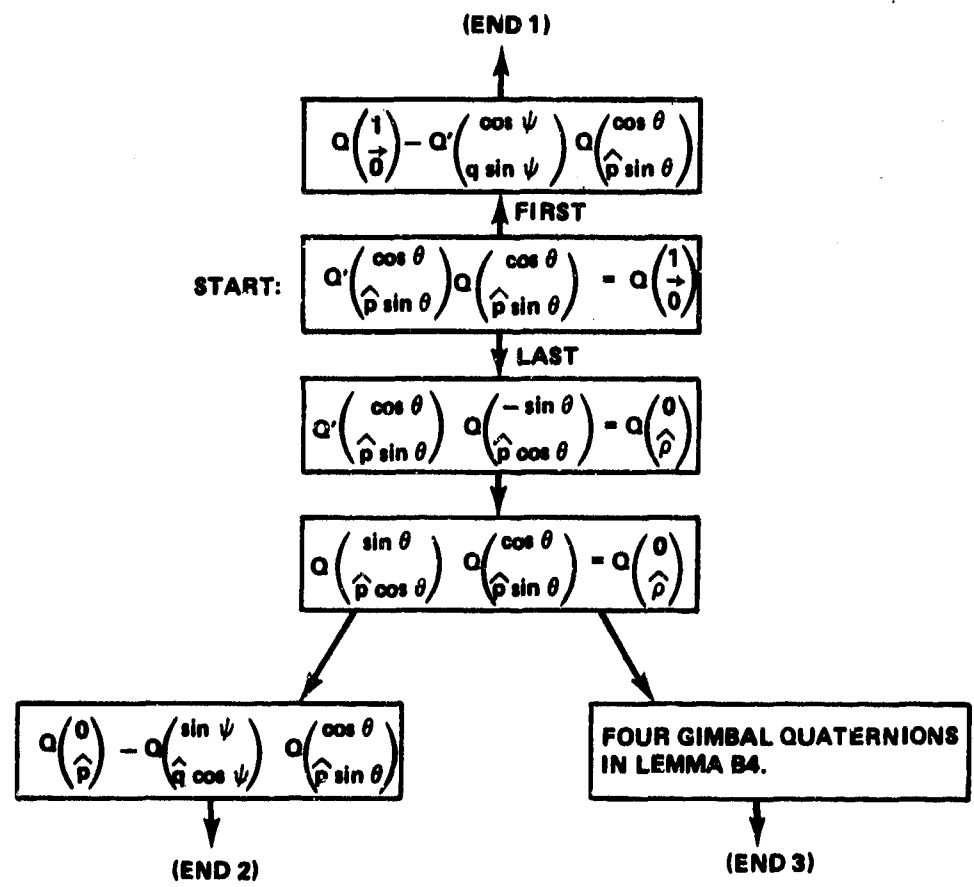 (END 1)
Q(1 →0) – Q'(cos ψ q sin ψ) Q(cos θ p̂ sin θ)
FIRST
START: Q'(cos θ p̂ sin θ) Q(cos θ p̂ sin θ) = Q(1 →0)
LAST
Q'(cos θ p̂ sin θ) Q(– sin θ p̂ cos θ) = Q(0 ρ̂)
Q(sin θ p̂ cos θ) Q(cos θ p̂ sin θ) = Q(0 ρ̂)
Q(0 p̂) – Q(sin ψ q̂ cos ψ) Q(cos θ p̂ sin θ)
FOUR GIMBAL QUATERNIONS
IN LEMMA B4.
(END 2)
(END 3)